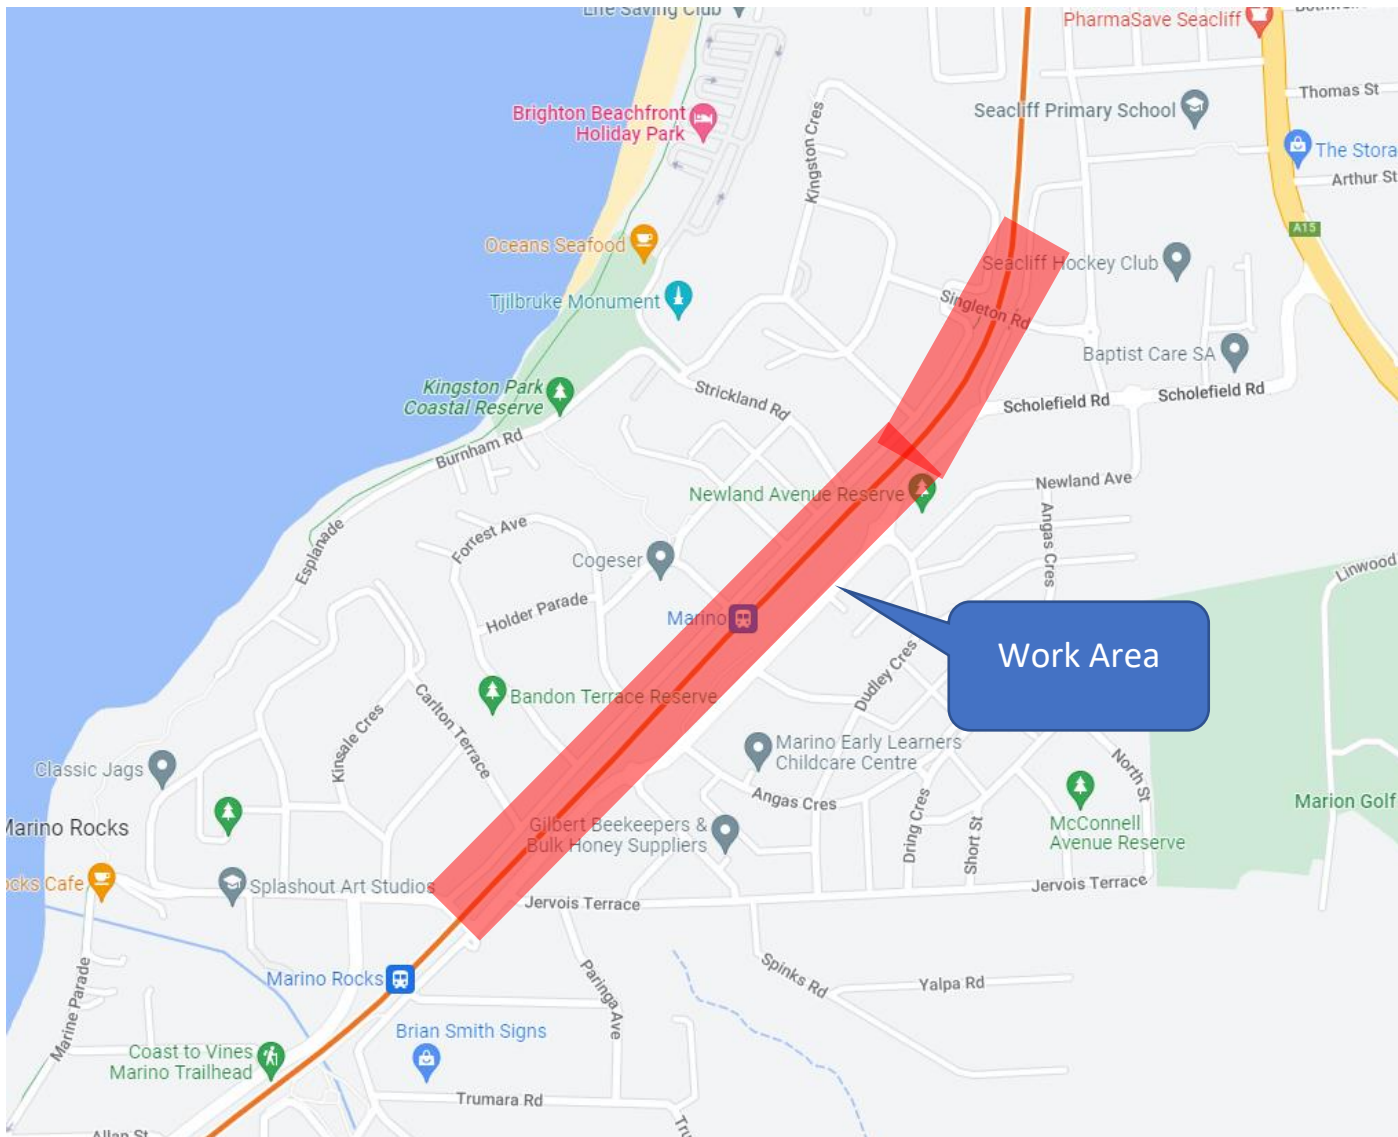 Life Saving Club
PharmaSave Seacliff
Thomas St
Brighton Beachfront
Holiday Park
Kingston Cres
Seacliff Primary School
The Stora
Arthur St
A15
Oceans Seafood
Seacliff Hockey Club
Tjilbruke Monument
Singleton Rd
Baptist Care SA
Kingston Park
Coastal Reserve
Strickland Rd
Scholefield Rd
Scholefield Rd
Burnham Rd
Newland Ave
Newland Avenue Reserve
Angas Cres
Esplanade
Forrest Ave
Cogeser
Linwood
Holder Parade
Marino
Work Area
Dudley Cres
Bandon Terrace Reserve
Carlton Terrace
Kinsale Cres
Marino Early Learners
Childcare Centre
Classic Jags
North St
Angas Cres
Marion Golf
Marino Rocks
Gilbert Beekeepers &
Bulk Honey Suppliers
Dring Cres
Short St
McConnell
Avenue Reserve
ocks Cafe
Splashout Art Studios
Jervois Terrace
Jervois Terrace
Marino Rocks
Paringa Ave
Spinks Rd
Yalpa Rd
Marine Parade
Brian Smith Signs
Coast to Vines
Marino Trailhead
Trumara Rd
Tru
Allan St